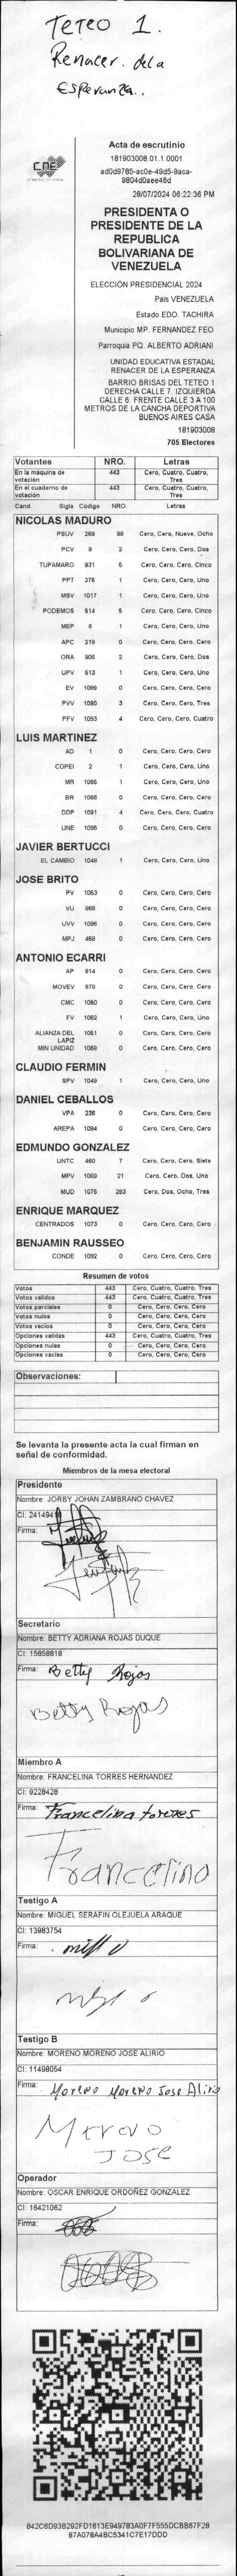 TETEO 1.
Renacer. dela
Esperanza..
CNE
Acta de escrutinio
181903008.01.1.0001
ad0d9785-ac0e-49d5-9aca-
9804d0aee46d
28/07/2024 06:22:36 PM
PRESIDENTA O
PRESIDENTE DE LA
REPUBLICA
BOLIVARIANA DE
VENEZUELA
ELECCIÓN PRESIDENCIAL 2024
País VENEZUELA
Estado EDO. TACHIRA
Municipio MP. FERNANDEZ FEO
Parroquia PQ. ALBERTO ADRIANI
UNIDAD EDUCATIVA ESTADAL
RENACER DE LA ESPERANZA
BARRIO BRISAS DEL TETEO 1
DERECHA CALLE 7. IZQUIERDA
CALLE 6. FRENTE CALLE 3 A 100
METROS DE LA CANCHA DEPORTIVA
BUENOS AIRES CASA
181903008
705 Electores
Votantes NRO. Letras
En la máquina de votación 443 Cero, Cuatro, Cuatro, Tres
En el cuaderno de votación 443 Cero, Cuatro, Cuatro, Tres
Cand. Sigla Código NRO. Letras
NICOLAS MADURO
PSUV 269 98 Cero, Cero, Nueve, Ocho
PCV 9 2 Cero, Cero, Cero, Dos
TUPAMARO 931 5 Cero, Cero, Cero, Cinco
PPT 276 1 Cero, Cero, Cero, Uno
MSV 1017 1 Cero, Cero, Cero, Uno
PODEMOS 514 5 Cero, Cero, Cero, Cinco
MEP 6 1 Cero, Cero, Cero, Uno
APC 219 0 Cero, Cero, Cero, Cero
ORA 906 2 Cero, Cero, Cero, Dos
UPV 513 1 Cero, Cero, Cero, Uno
EV 1069 0 Cero, Cero, Cero, Cero
PVV 1090 3 Cero, Cero, Cero, Tres
PFV 1093 4 Cero, Cero, Cero, Cuatro
LUIS MARTINEZ
AD 1 0 Cero, Cero, Cero, Cero
COPEI 2 1 Cero, Cero, Cero, Uno
MR 1065 1 Cero, Cero, Cero, Uno
BR 1066 0 Cero, Cero, Cero, Cero
DDP 1091 4 Cero, Cero, Cero, Cuatro
UNE 1095 0 Cero, Cero, Cero, Cero
JAVIER BERTUCCI
EL CAMBIO 1049 1 Cero, Cero, Cero, Uno
JOSE BRITO
PV 1053 0 Cero, Cero, Cero, Cero
VU 968 0 Cero, Cero, Cero, Cero
UVV 1096 0 Cero, Cero, Cero, Cero
MPJ 458 0 Cero, Cero, Cero, Cero
ANTONIO ECARRI
AP 814 0 Cero, Cero, Cero, Cero
MOVEV 978 0 Cero, Cero, Cero, Cero
CMC 1050 0 Cero, Cero, Cero, Cero
FV 1062 1 Cero, Cero, Cero, Uno
ALIANZA DEL LAPIZ 1051 0 Cero, Cero, Cero, Cero
MIN UNIDAD 1068 0 Cero, Cero, Cero, Cero
CLAUDIO FERMIN
SPV 1049 1 Cero, Cero, Cero, Uno
DANIEL CEBALLOS
VPA 236 0 Cero, Cero, Cero, Cero
AREPA 1094 0 Cero, Cero, Cero, Cero
EDMUNDO GONZALEZ
UNTC 460 7 Cero, Cero, Cero, Siete
MPV 1069 21 Cero, Cero, Dos, Uno
MUD 1075 283 Cero, Dos, Ocho, Tres
ENRIQUE MARQUEZ
CENTRADOS 1073 0 Cero, Cero, Cero, Cero
BENJAMIN RAUSSEO
CONDE 1092 0 Cero, Cero, Cero, Cero
Resumen de votos
Votos 443 Cero, Cuatro, Cuatro, Tres
Votos validos 443 Cero, Cuatro, Cuatro, Tres
Votos parciales 0 Cero, Cero, Cero, Cero
Votos nulos 0 Cero, Cero, Cero, Cero
Votos vacios 0 Cero, Cero, Cero, Cero
Opciones validas 443 Cero, Cuatro, Cuatro, Tres
Opciones nulas 0 Cero, Cero, Cero, Cero
Opciones vacias 0 Cero, Cero, Cero, Cero
Observaciones:
Se levanta la presente acta la cual firman en
señal de conformidad.
Miembros de la mesa electoral
Presidente
Nombre: JORBY JOHAN ZAMBRANO CHAVEZ
CI:
Firma:
Secretario
Nombre: BETTY ADRIANA ROJAS DUQUE
CI: 15858818
Firma: Betty Rojas
Betty Rojas
Miembro A
Nombre: FRANCELINA TORRES HERNANDEZ
CI: 9228428
Firma: Francelina torres
Francelina
Testigo A
Nombre: MIGUEL SERAFIN OLEJUELA ARAQUE
CI: 13983754
Firma:
Testigo B
Nombre: MORENO MORENO JOSE ALIRIO
CI: 11498054
Firma: Moreno Moreno Jose Alirio
Moreno
JOSE
Operador
Nombre: OSCAR ENRIQUE ORDOÑEZ GONZALEZ
CI: 16421062
Firma:
842C6D93B292FD1613E949783A0F7F555DCBB67F28
87A078A4BC5341C7E17DDD